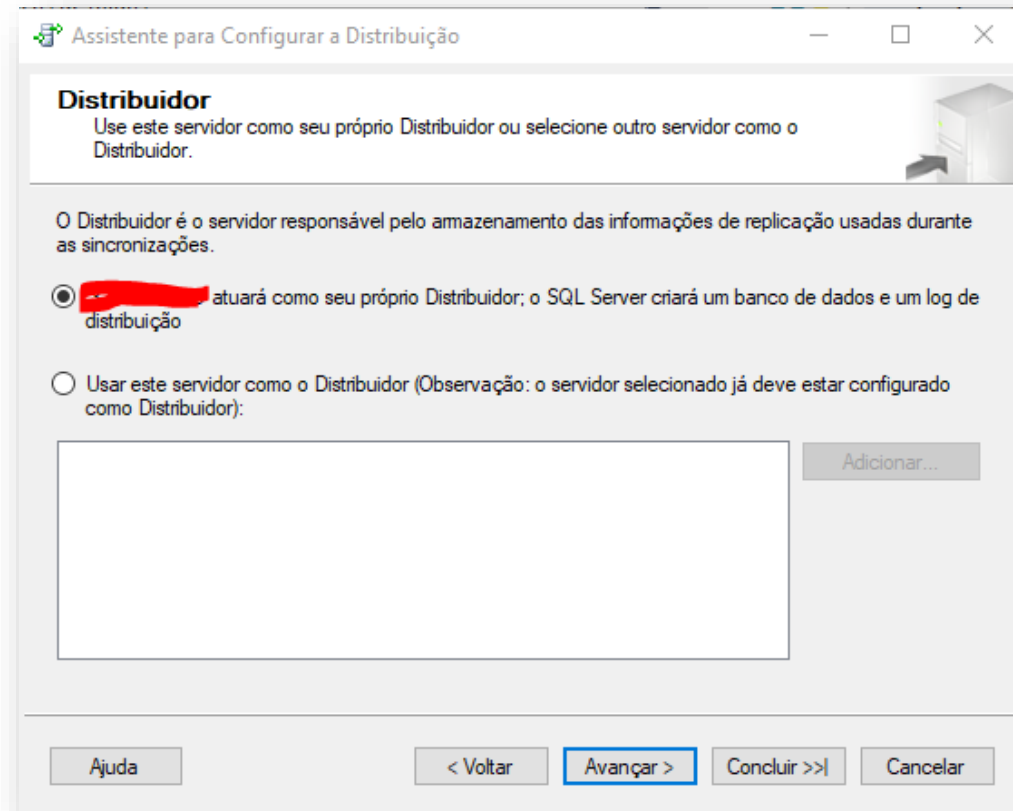 Assistente para Configurar a Distribuição
Distribuidor
Use este servidor como seu próprio Distribuidor ou selecione outro servidor como o
Distribuidor.
O Distribuidor é o servidor responsável pelo armazenamento das informações de replicação usadas durante
as sincronizações.
atuará como seu próprio Distribuidor; o SQL Server criará um banco de dados e um log de
distribuição
Usar este servidor como o Distribuidor (Observação: o servidor selecionado já deve estar configurado
como Distribuidor):
Adicionar...
Ajuda
< Voltar
Avançar >
Concluir >>|
Cancelar